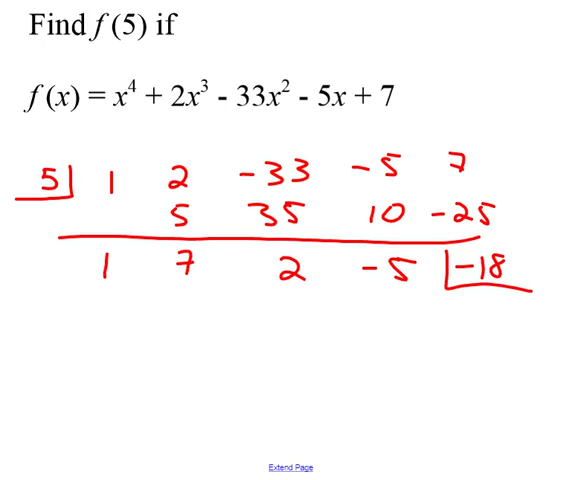 Find f(5) if
f(x) = x⁴ + 2x³ - 33x² - 5x + 7
5 1 2 -33 -5 7
5 35 10 -25
1 7 2 -5 -18
Extend Page